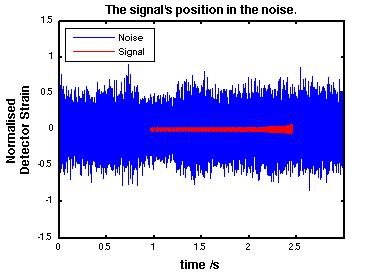 The signal's position in the noise.
1.5
Noise
Signal
1
0.5
0
-0.5
-1
-1.5
Normalised
Detector Strain
0 0.5 1 1.5 2 2.5
time /s